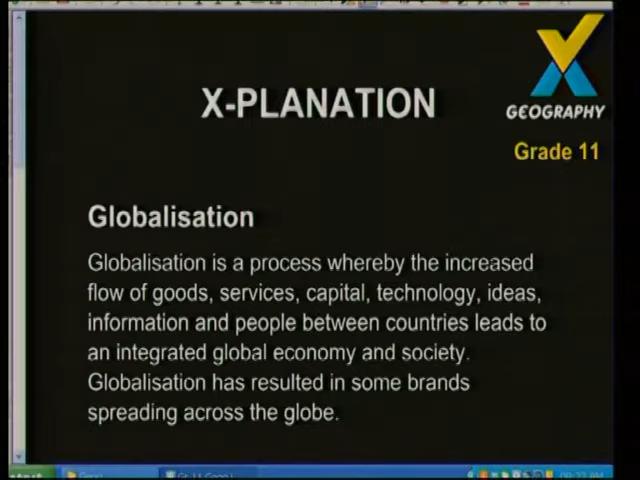 X-PLANATION
GEOGRAPHY
Grade 11
Globalisation
Globalisation is a process whereby the increased
flow of goods, services, capital, technology, ideas,
information and people between countries leads to
an integrated global economy and society.
Globalisation has resulted in some brands
spreading across the globe.